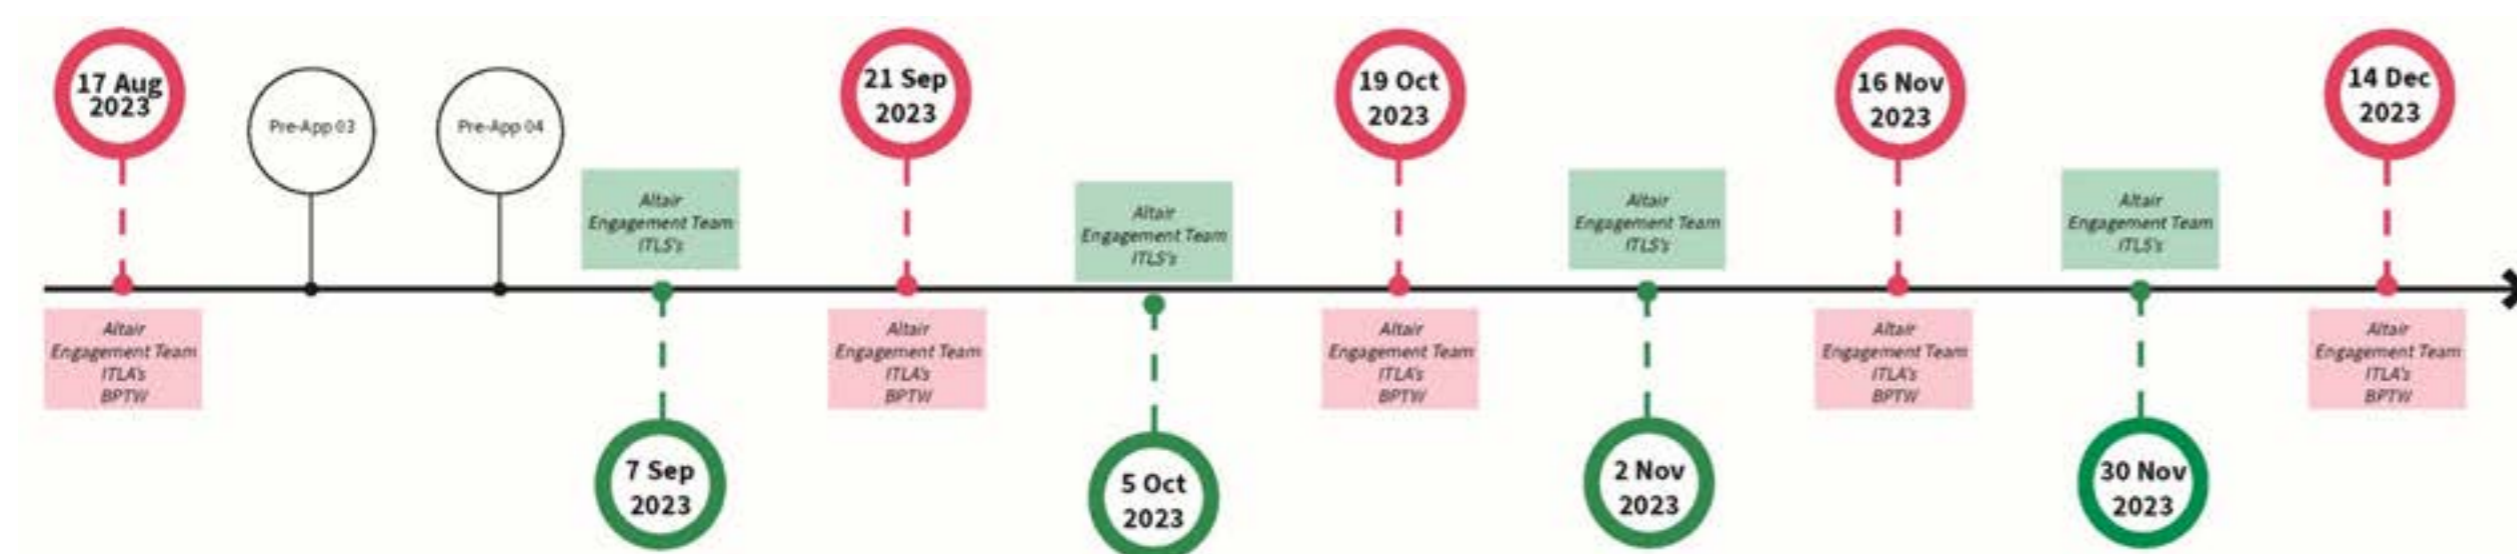 17 Aug
2023
Pre-App 03
Pre-App 04
21 Sep
2023
19 Oct
2023
16 Nov
2023
14 Dec
2023
Altair
Engagement Team
ITLS's
Altair
Engagement Team
ITLS's
Altair
Engagement Team
ITLS's
Altair
Engagement Team
ITLS's
Altair
Engagement Team
ITLA's
BPTW
Altair
Engagement Team
ITLA's
BPTW
Altair
Engagement Team
ITLA's
BPTW
Altair
Engagement Team
ITLA's
BPTW
Altair
Engagement Team
ITLA's
BPTW
7 Sep
2023
5 Oct
2023
2 Nov
2023
30 Nov
2023